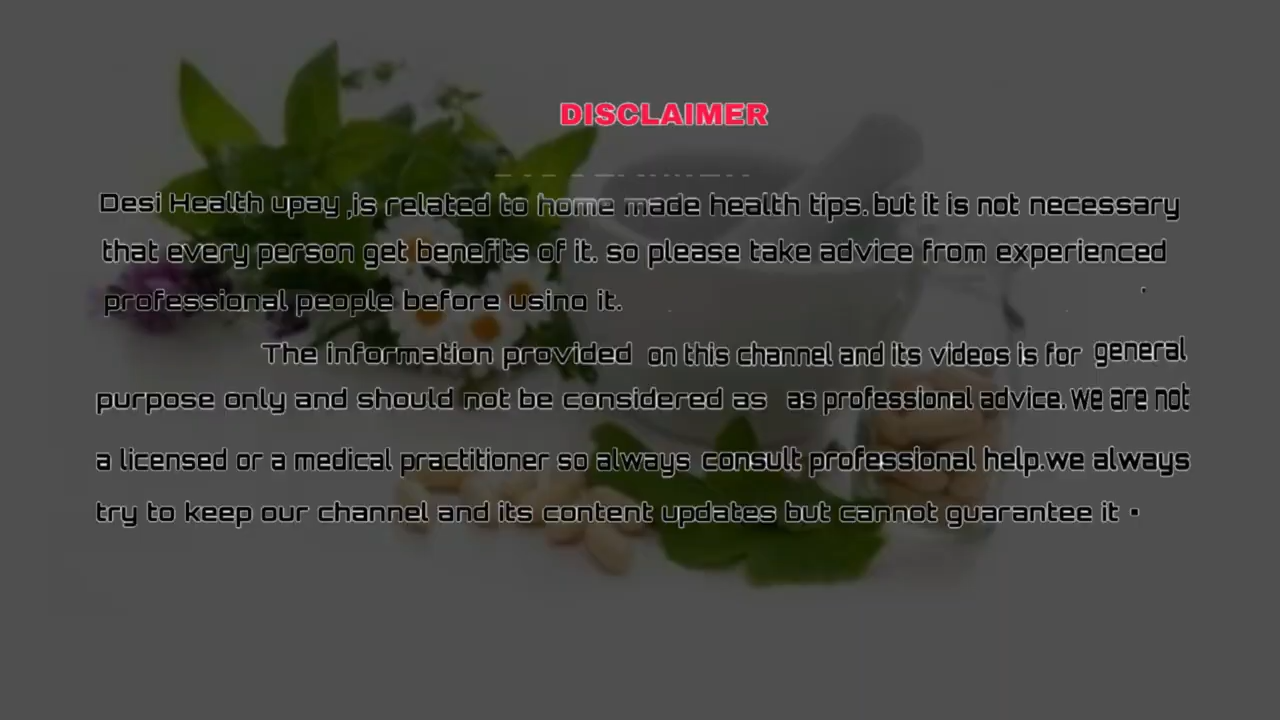 DISCLAIMER
Desi Health upay ,is related to home made health tips. but it is not necessary
that every person get benefits of it. so please take advice from experienced
professional people before using it.
The information provided on this channel and its videos is for general
purpose only and should not be considered as as professional advice. we are not
a licensed or a medical practitioner so always consult professional help.we always
try to keep our channel and its content updates but cannot guarantee it •